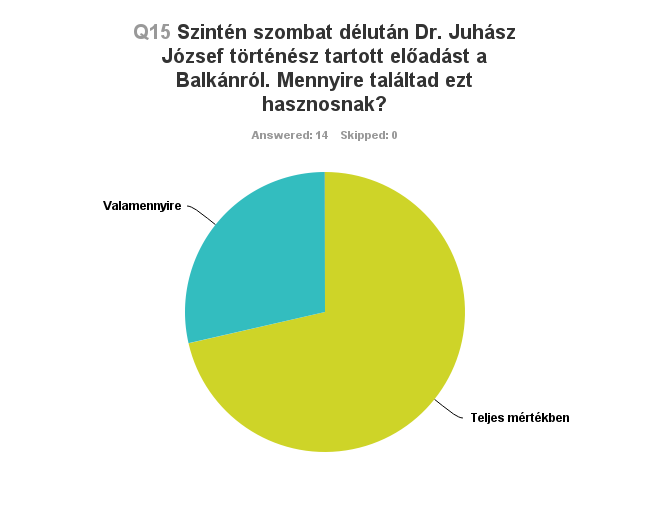 Q15 Szintén szombat délután Dr. Juhász
József történész tartott előadást a
Balkánról. Mennyire találtad ezt
hasznosnak?
Answered: 14 Skipped: 0
Valamennyire
Teljes mértékben